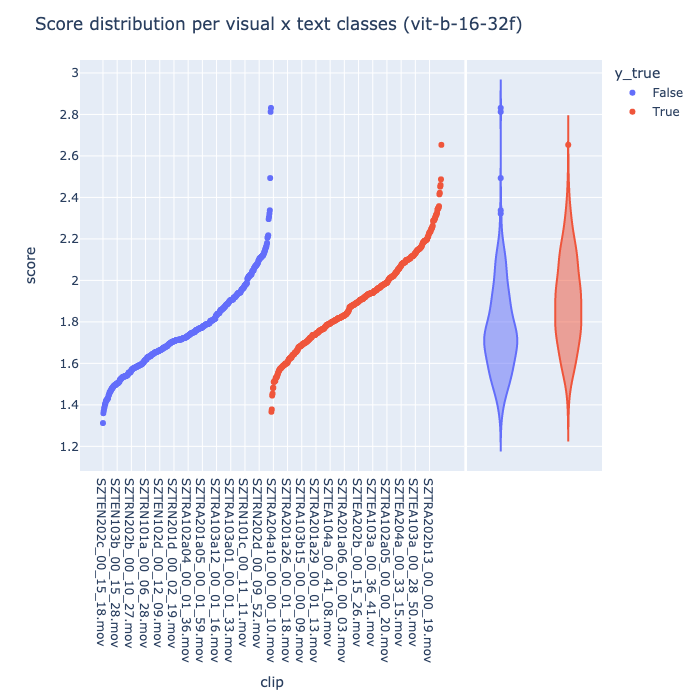 Score distribution per visual x text classes (vit-b-16-32f)
y_true
False
True
3
2.8
2.6
2.4
2.2
2
1.8
1.6
1.4
1.2
score
SZTEN202c_00_15_18.mov
SZTEN103b_00_15_28.mov
SZTRN202b_00_10_27.mov
SZTRN101a_00_06_28.mov
SZTEN102d_00_12_09.mov
SZTRN201d_00_02_19.mov
SZTRA102a04_00_01_36.mov
SZTRA201a05_00_01_59.mov
SZTRA103a12_00_01_16.mov
SZTRA103a01_00_01_33.mov
SZTRN101c_00_11_11.mov
SZTRN202d_00_09_52.mov
SZTRA204a10_00_00_10.mov
SZTRA201a26_00_01_18.mov
SZTRA103b15_00_00_09.mov
SZTRA201a29_00_01_13.mov
SZTEA104a_00_41_08.mov
SZTRA201a06_00_00_03.mov
SZTEA202b_00_15_26.mov
SZTEA103a_00_36_41.mov
SZTRA102a05_00_00_20.mov
SZTEA204a_00_33_15.mov
SZTEA103a_00_28_50.mov
SZTRA202b13_00_00_19.mov
clip